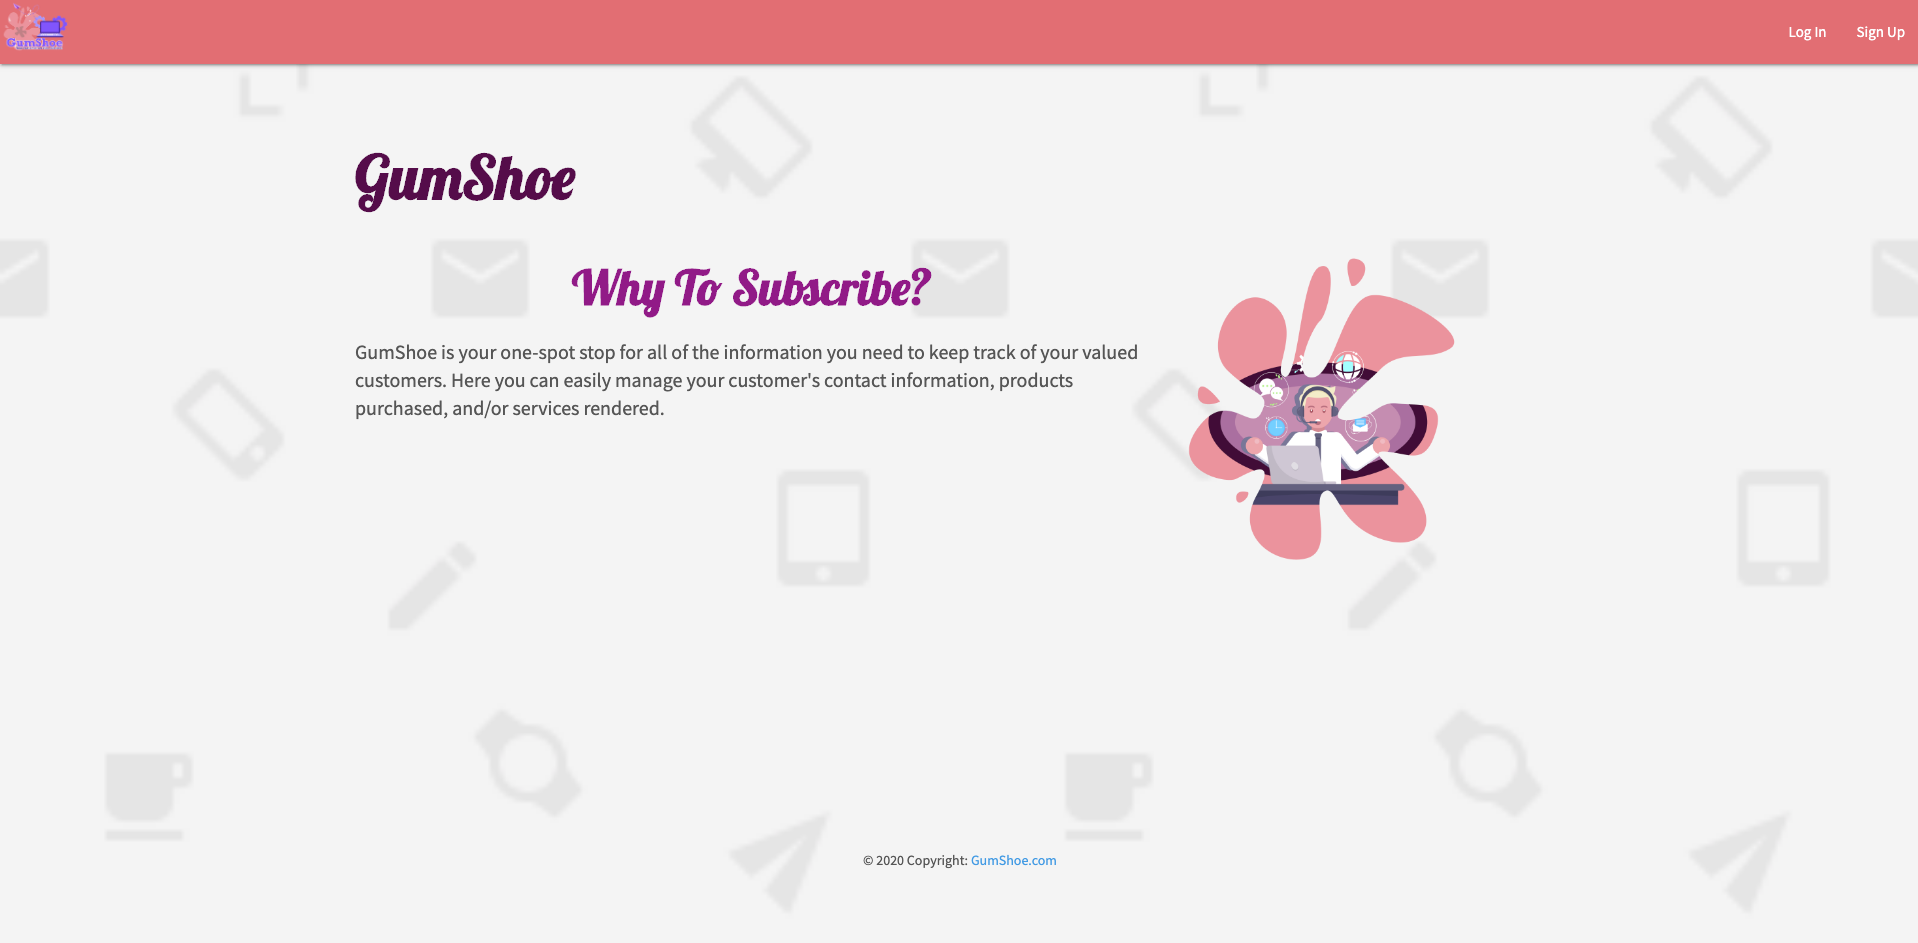 GumShoe
Log In
Sign Up
GumShoe
Why To Subscribe?
GumShoe is your one-spot stop for all of the information you need to keep track of your valued
customers. Here you can easily manage your customer's contact information, products
purchased, and/or services rendered.
© 2020 Copyright: GumShoe.com